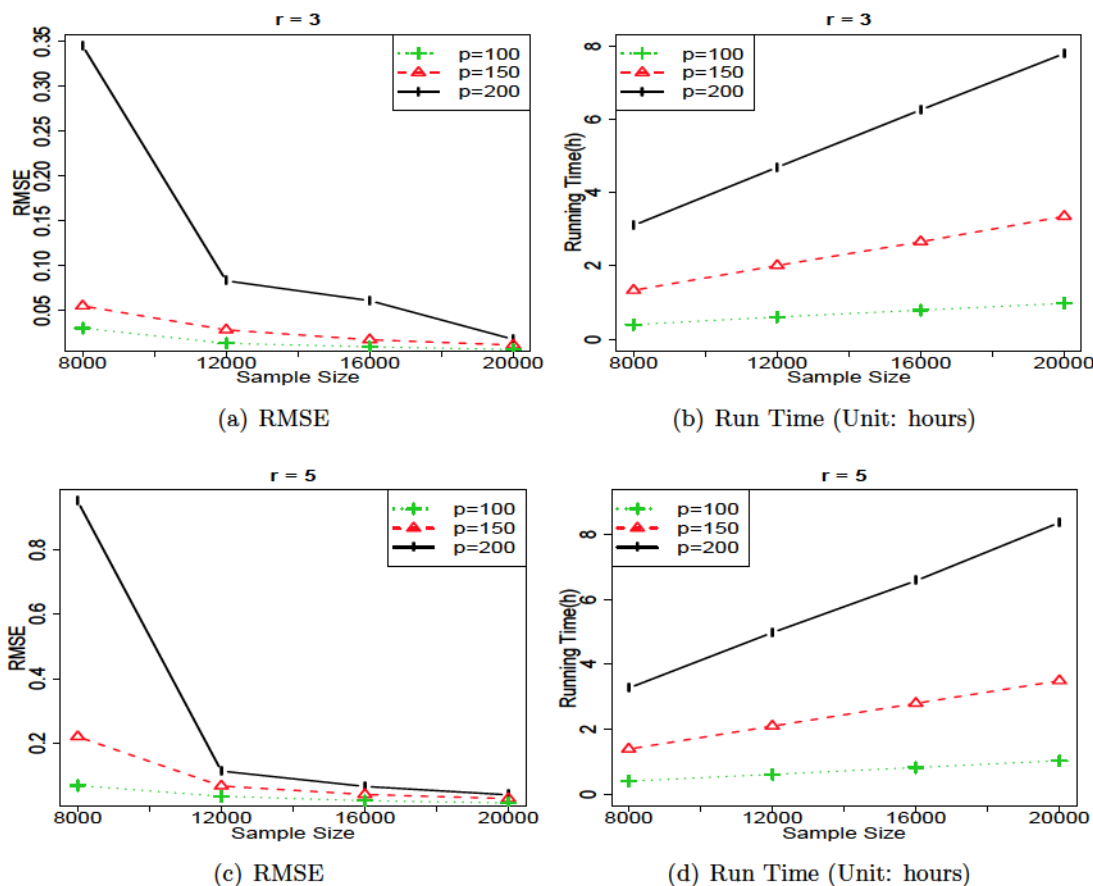 r = 3
RMSE
0.35
0.30
0.25
0.20
0.15
0.10
0.05
p=100
p=150
p=200
8000
12000
16000
20000
Sample Size
(a) RMSE
r = 3
Running Time(h)
8
6
4
2
0
p=100
p=150
p=200
8000
12000
16000
20000
Sample Size
(b) Run Time (Unit: hours)
r = 5
RMSE
0.8
0.6
0.4
0.2
p=100
p=150
p=200
8000
12000
16000
20000
Sample Size
(c) RMSE
r = 5
Running Time(h)
8
6
4
2
0
p=100
p=150
p=200
8000
12000
16000
20000
Sample Size
(d) Run Time (Unit: hours)